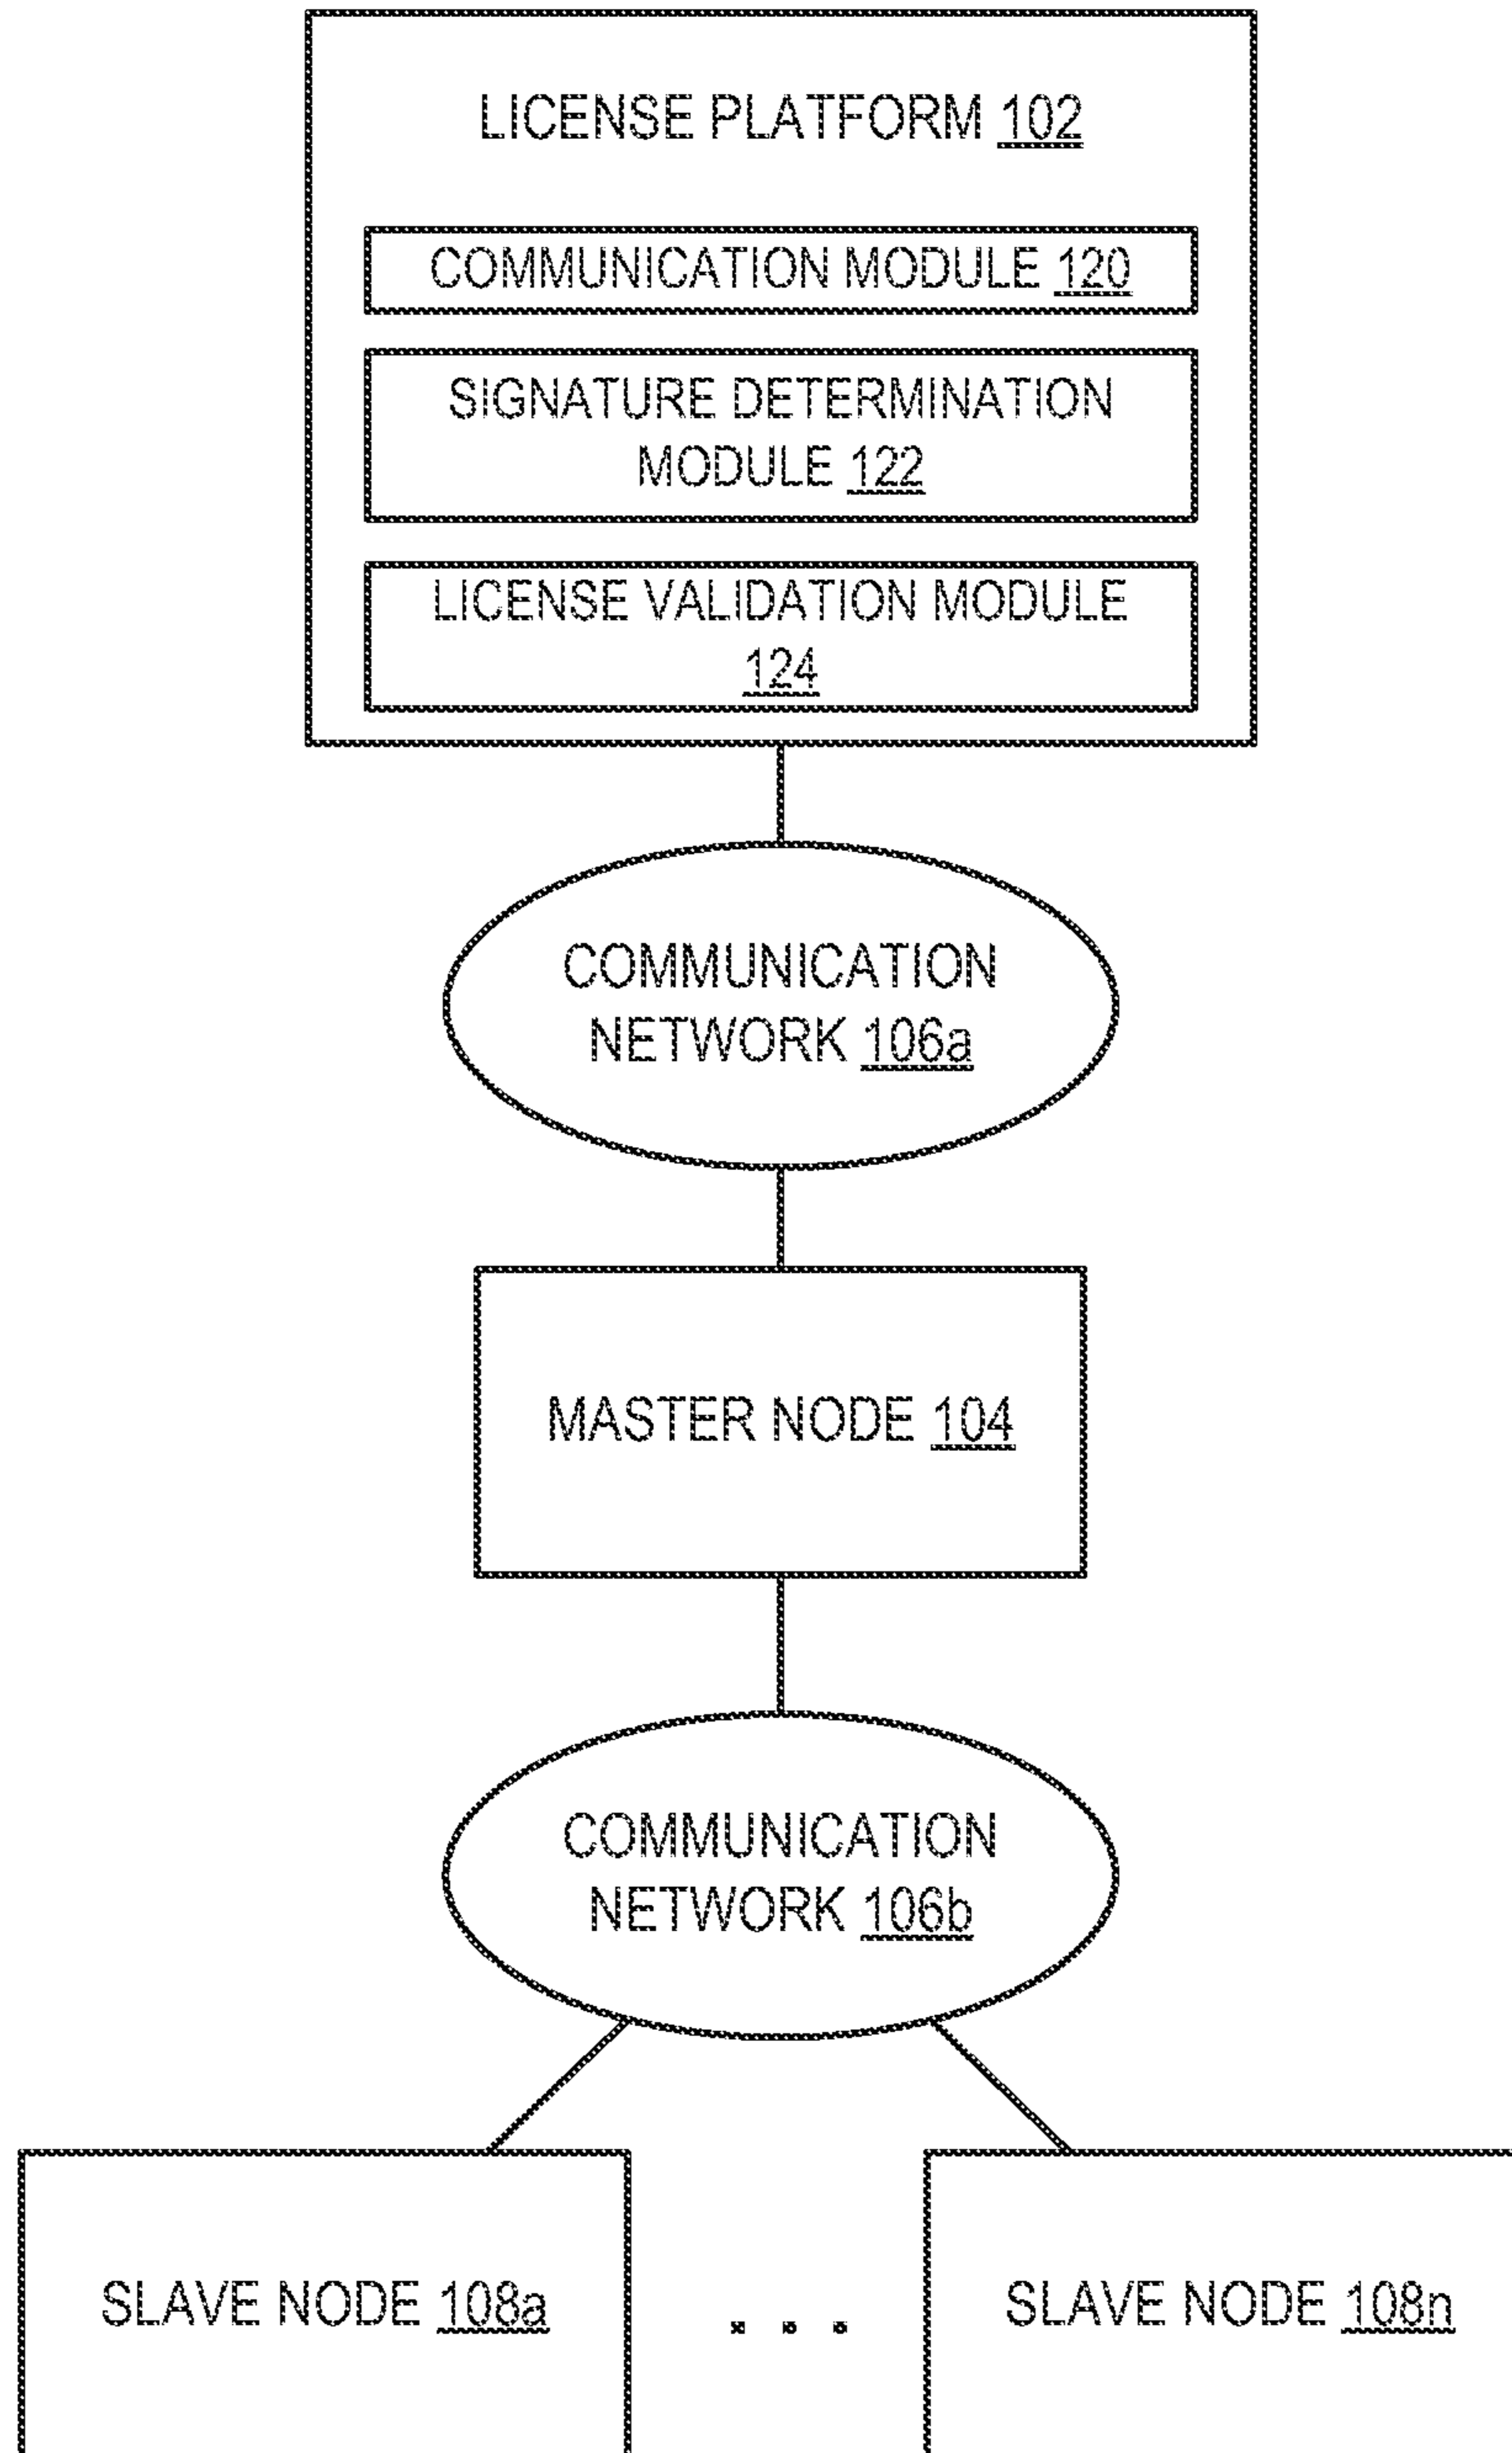 LICENSE PLATFORM 102
COMMUNICATION MODULE 120
SIGNATURE DETERMINATION
MODULE 122
LICENSE VALIDATION MODULE
124
COMMUNICATION
NETWORK 106a
MASTER NODE 104
COMMUNICATION
NETWORK 106b
SLAVE NODE 108a
. . .
SLAVE NODE 108n